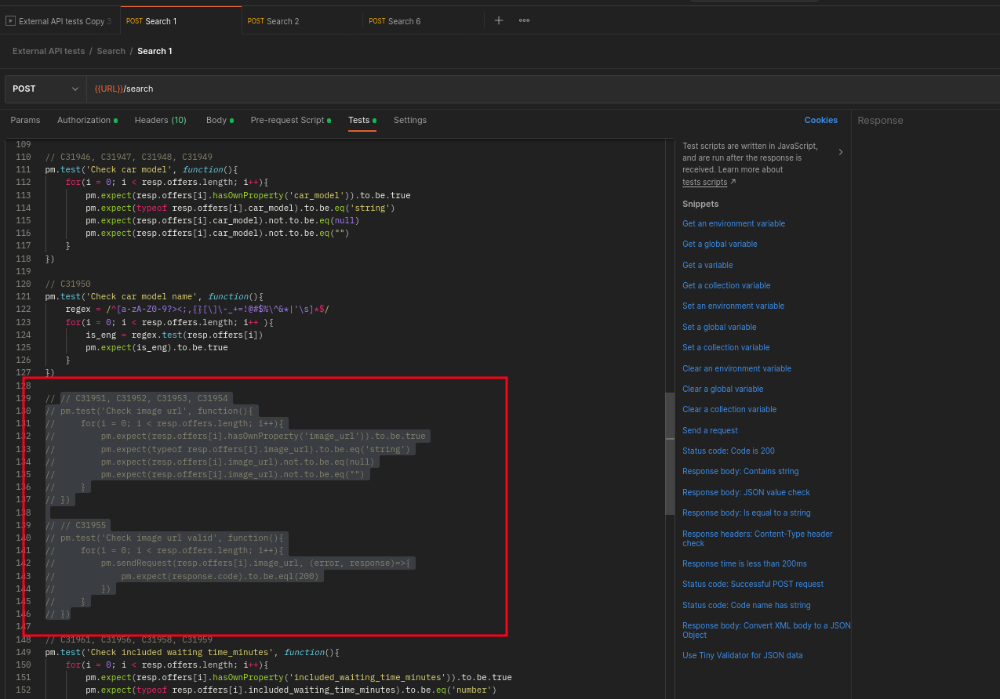 External API tests Copy 3
POST Search 1
POST Search 2
POST Search 6
External API tests / Search / Search 1
POST
{{URL}}/search
Params
Authorization
Headers (10)
Body
Pre-request Script
Tests
Settings
Cookies
Response
109
110 // C31946, C31947, C31948, C31949
111 pm.test('Check car model', function(){
112     for(i = 0; i < resp.offers.length; i++){
113         pm.expect(resp.offers[i].hasOwnProperty('car_model')).to.be.true
114         pm.expect(typeof resp.offers[i].car_model).to.be.eq('string')
115         pm.expect(resp.offers[i].car_model).not.to.be.eq(null)
116         pm.expect(resp.offers[i].car_model).not.to.be.eq("")
117     }
118 })
119
120 // C31950
121 pm.test('Check car model name', function(){
122     regex = /^[a-zA-Z0-9?><;,{}[\]\-_+=!@#$%\^&*|'\s]*$/
123     for(i = 0; i < resp.offers.length; i++ ){
124         is_eng = regex.test(resp.offers[i])
125         pm.expect(is_eng).to.be.true
126     }
127 })
128
129 // // C31951, C31952, C31953, C31954
130 // pm.test('Check image url', function(){
131 //     for(i = 0; i < resp.offers.length; i++){
132 //         pm.expect(resp.offers[i].hasOwnProperty('image_url')).to.be.true
133 //         pm.expect(typeof resp.offers[i].image_url).to.be.eq('string')
134 //         pm.expect(resp.offers[i].image_url).not.to.be.eq(null)
135 //         pm.expect(resp.offers[i].image_url).not.to.be.eq("")
136 //     }
137 // })
138
139 // // C31955
140 // pm.test('Check image url valid', function(){
141 //     for(i = 0; i < resp.offers.length; i++){
142 //         pm.sendRequest(resp.offers[i].image_url, (error, response)=>{
143 //             pm.expect(response.code).to.be.eql(200)
144 //         })
145 //     }
146 // })
147
148 // C31961, C31956, C31958, C31959
149 pm.test('Check included waiting time_minutes', function(){
150     for(i = 0; i < resp.offers.length; i++){
151         pm.expect(resp.offers[i].hasOwnProperty('included_waiting_time_minutes')).to.be.true
152         pm.expect(typeof resp.offers[i].included_waiting_time_minutes).to.be.eq('number')
Test scripts are written in JavaScript,
and are run after the response is
received. Learn more about
tests scripts
Snippets
Get an environment variable
Get a global variable
Get a variable
Get a collection variable
Set an environment variable
Set a global variable
Set a collection variable
Clear an environment variable
Clear a global variable
Clear a collection variable
Send a request
Status code: Code is 200
Response body: Contains string
Response body: JSON value check
Response body: Is equal to a string
Response headers: Content-Type header
check
Response time is less than 200ms
Status code: Successful POST request
Status code: Code name has string
Response body: Convert XML body to a JSON
Object
Use Tiny Validator for JSON data